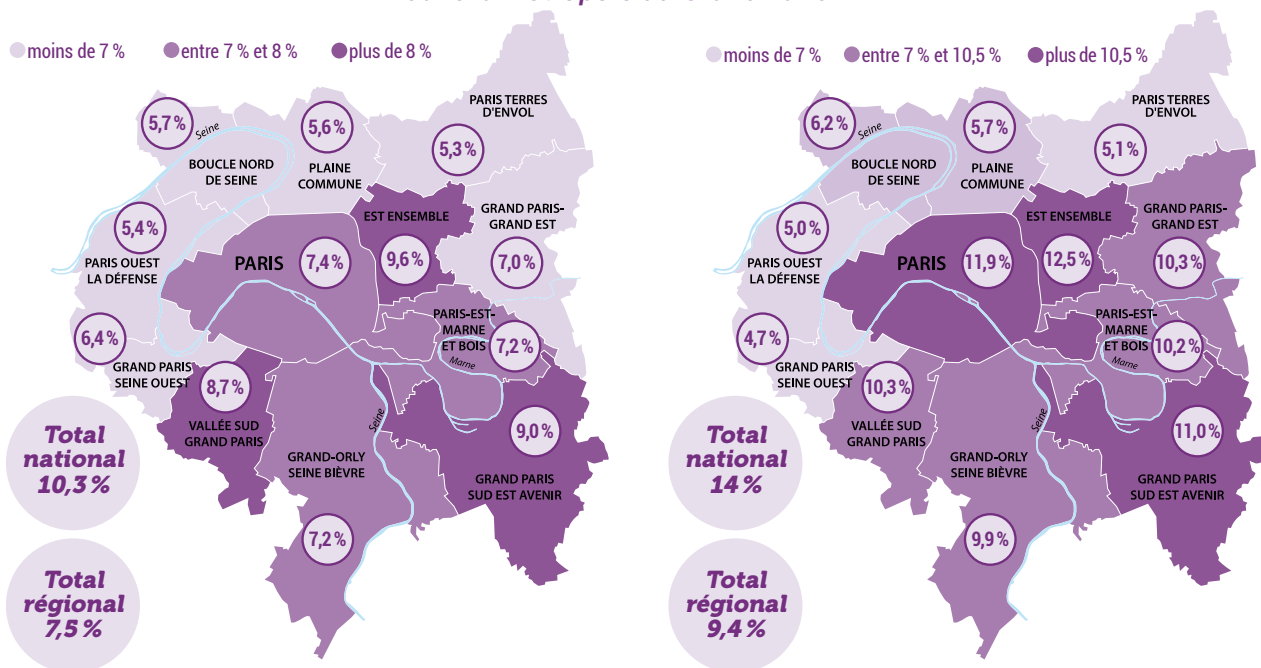 moins de 7 %
entre 7 % et 8 %
plus de 8 %
PARIS TERRES
D'ENVOL
5,7 %
Seine
5,6 %
5,3 %
BOUCLE NORD
DE SEINE
PLAINE
COMMUNE
EST ENSEMBLE
GRAND PARIS-
GRAND EST
5,4 %
PARIS OUEST
LA DÉFENSE
PARIS
7,4 %
9,6 %
7,0 %
6,4 %
GRAND PARIS
SEINE OUEST
PARIS-EST-
MARNE
ET BOIS
7,2 %
Marne
8,7 %
VALLÉE SUD
GRAND PARIS
Seine
9,0 %
GRAND-ORLY
SEINE BIÈVRE
GRAND PARIS
SUD EST AVENIR
7,2 %
Total
national
10,3 %
Total
régional
7,5 %
moins de 7 %
entre 7 % et 10,5 %
plus de 10,5 %
PARIS TERRES
D'ENVOL
6,2 %
Seine
5,7 %
5,1 %
BOUCLE NORD
DE SEINE
PLAINE
COMMUNE
EST ENSEMBLE
GRAND PARIS-
GRAND EST
5,0 %
PARIS OUEST
LA DÉFENSE
PARIS
11,9 %
12,5 %
10,3 %
4,7 %
GRAND PARIS
SEINE OUEST
PARIS-EST-
MARNE
ET BOIS
10,2 %
Marne
10,3 %
VALLÉE SUD
GRAND PARIS
Seine
11,0 %
GRAND-ORLY
SEINE BIÈVRE
GRAND PARIS
SUD EST AVENIR
9,9 %
Total
national
14 %
Total
régional
9,4 %